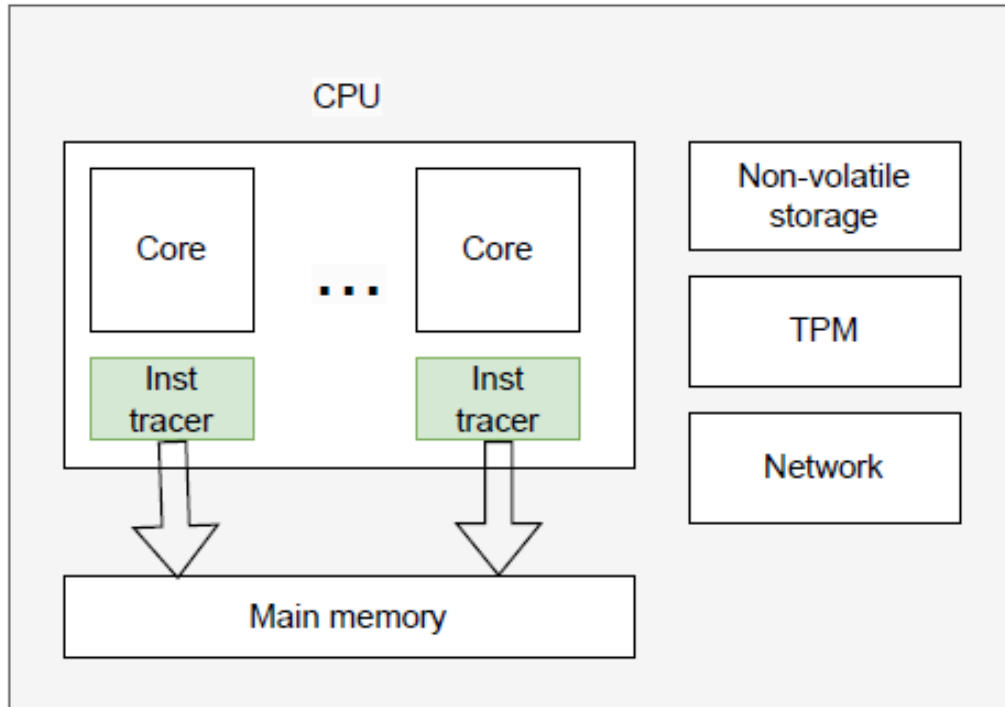 CPU
Core
...
Core
Inst
tracer
Inst
tracer
Main memory
Non-volatile
storage
TPM
Network